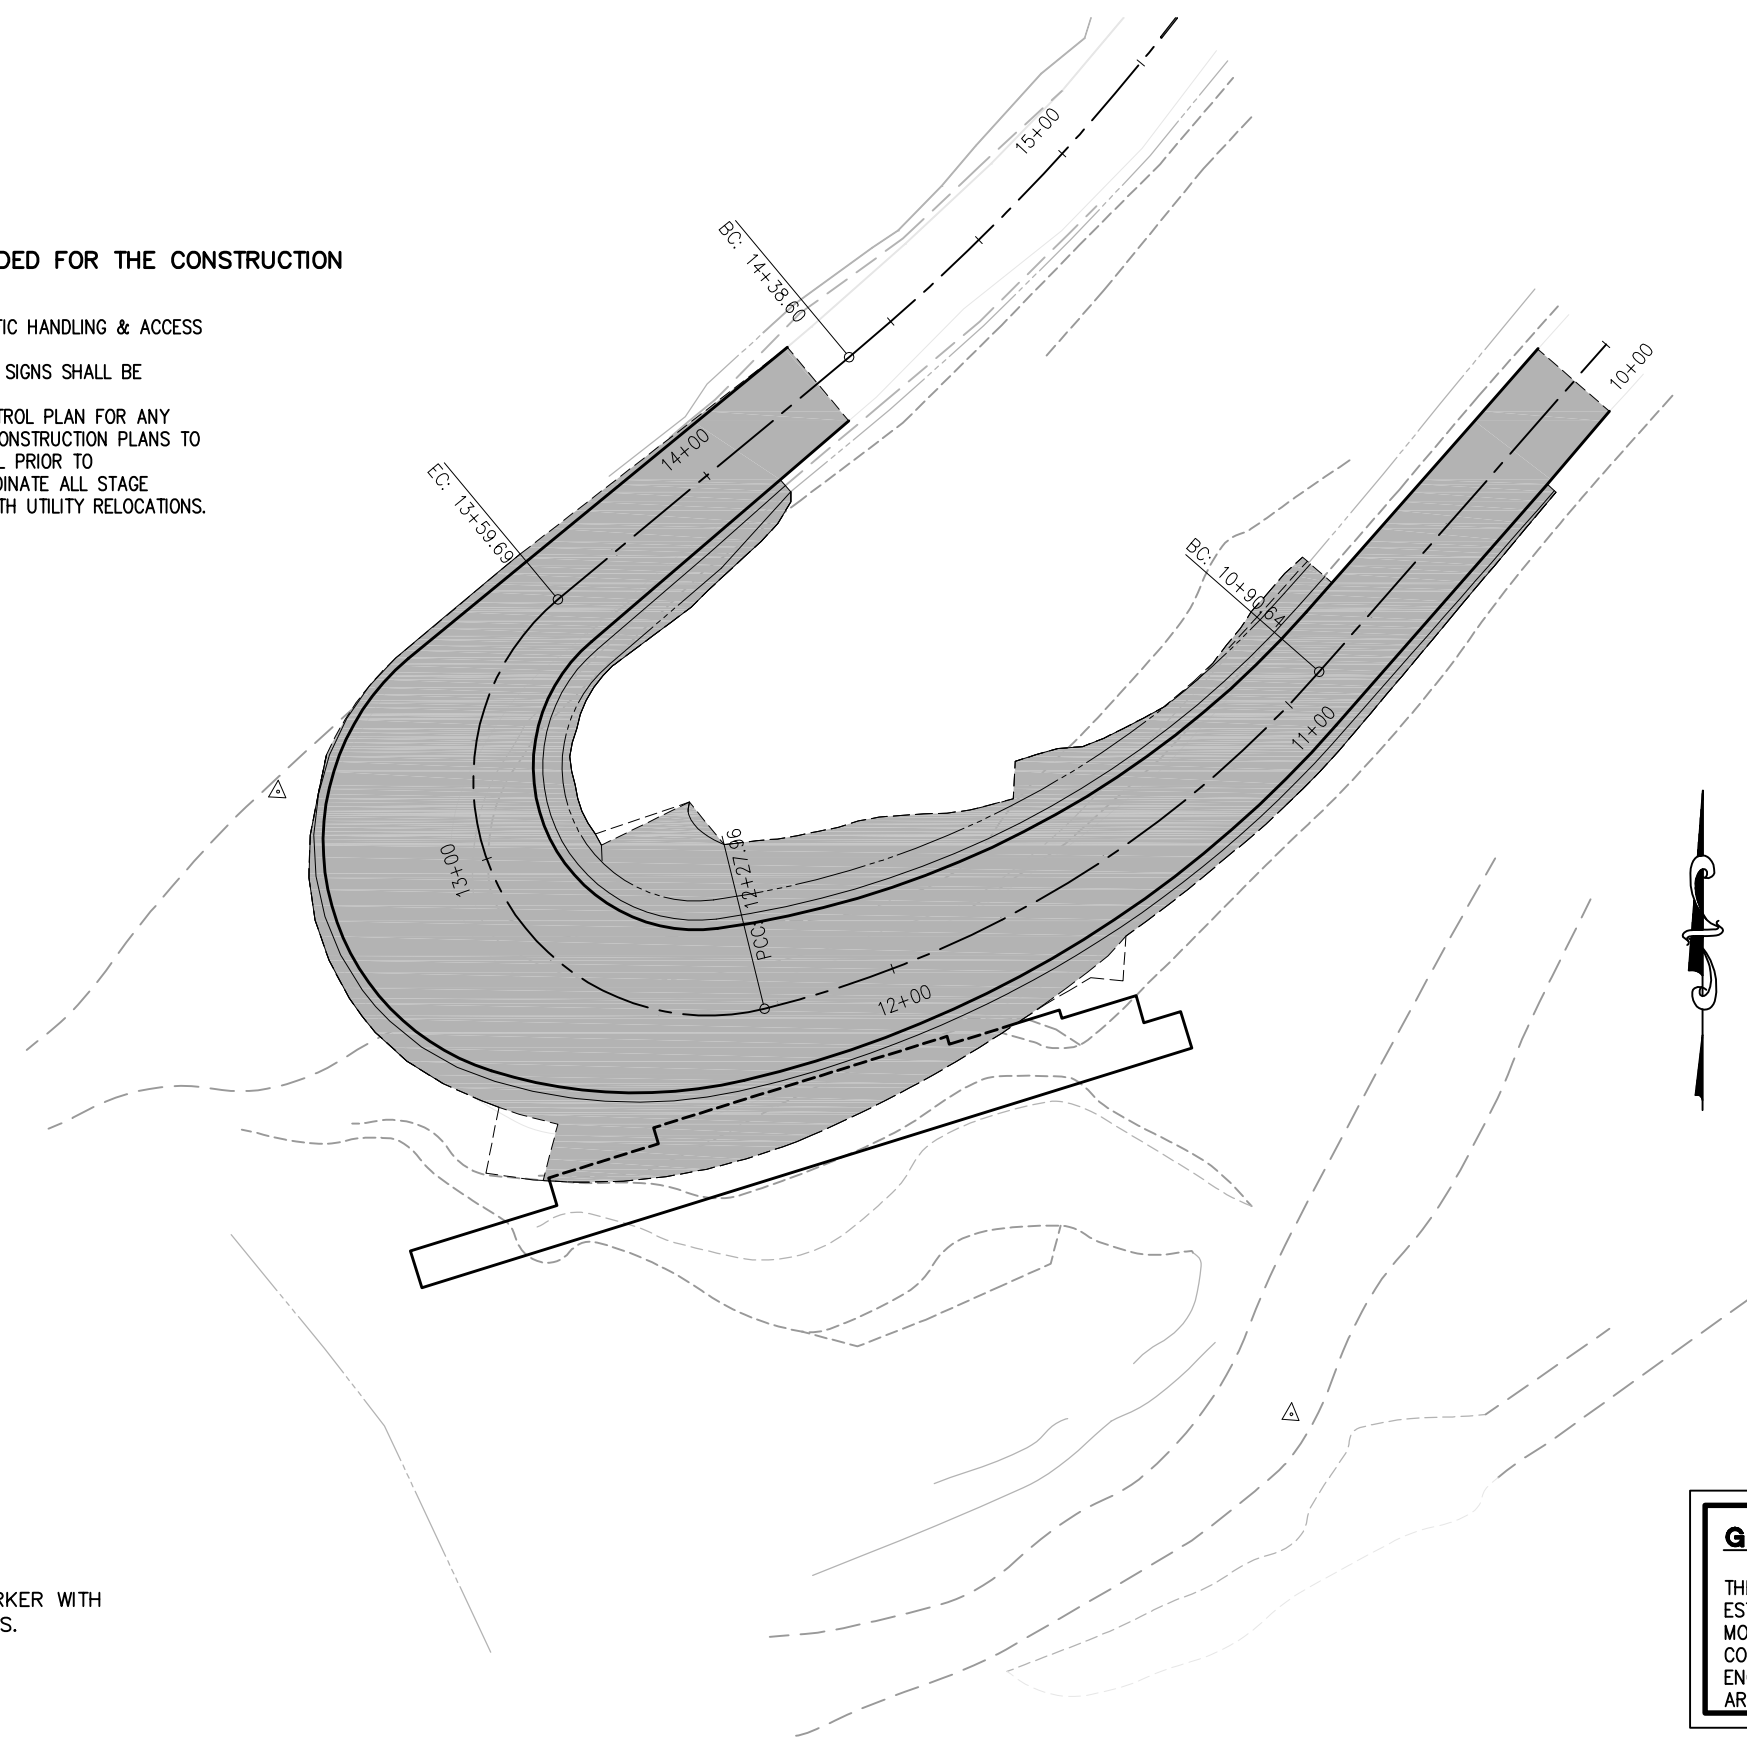 DED FOR THE CONSTRUCTION
TIC HANDLING & ACCESS
SIGNS SHALL BE
TROL PLAN FOR ANY
ONSTRUCTION PLANS TO
L PRIOR TO
DINATE ALL STAGE
TH UTILITY RELOCATIONS.
15+00
BC: 14+38.60
14+00
EC: 13+59.69
10+00
BC: 10+90.64
11+00
13+00
PCC: 12+27.96
12+00
RKER WITH
S.
G
THI
EST
MO
CO
ENG
AR